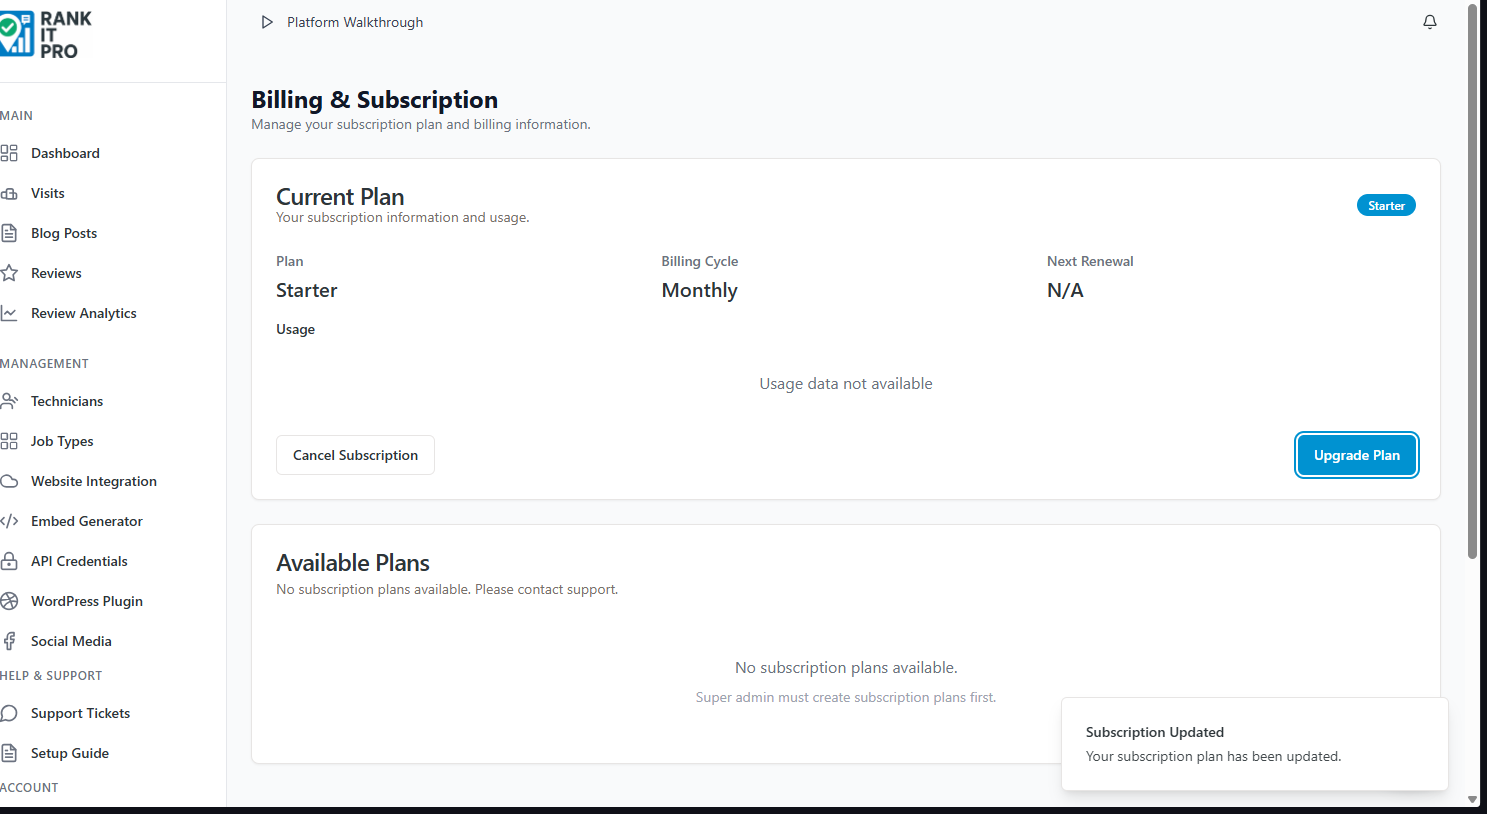 RANK
IT
PRO
Platform Walkthrough
MAIN
Dashboard
Visits
Blog Posts
Reviews
Review Analytics
MANAGEMENT
Technicians
Job Types
Website Integration
Embed Generator
API Credentials
WordPress Plugin
Social Media
HELP & SUPPORT
Support Tickets
Setup Guide
ACCOUNT
Billing & Subscription
Manage your subscription plan and billing information.
Current Plan
Your subscription information and usage.
Starter
Plan
Starter
Billing Cycle
Monthly
Next Renewal
N/A
Usage
Usage data not available
Cancel Subscription
Upgrade Plan
Available Plans
No subscription plans available. Please contact support.
No subscription plans available.
Super admin must create subscription plans first.
Subscription Updated
Your subscription plan has been updated.